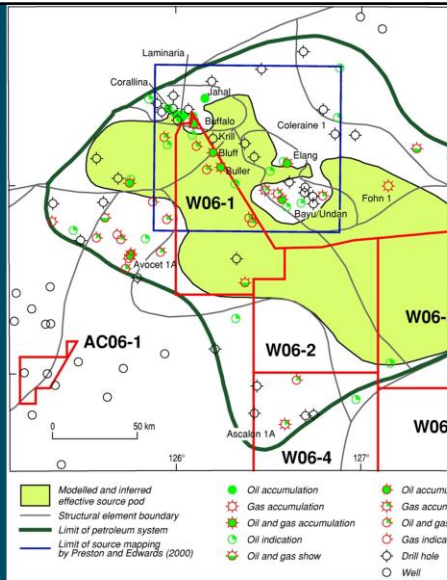 Laminaria
Corallina
Jahal
Buffalo
Coleraine 1
Krill
Bluff
Elang
Buller
W06-1
Fohn 1
Bayu/Undan
Avocet 1A
W06-
AC06-1
W06-2
W06
Ascalon 1A
W06-4
0 50 km
126° 127°
Modelled and inferred
effective source pod
Structural element boundary
Limit of petroleum system
Limit of source mapping
by Preston and Edwards (2000)
Oil accumulation
Gas accumulation
Oil and gas accumulation
Oil indication
Oil and gas show
Oil accumu
Gas accum
Oil and gas
Gas indica
Drill hole
Well